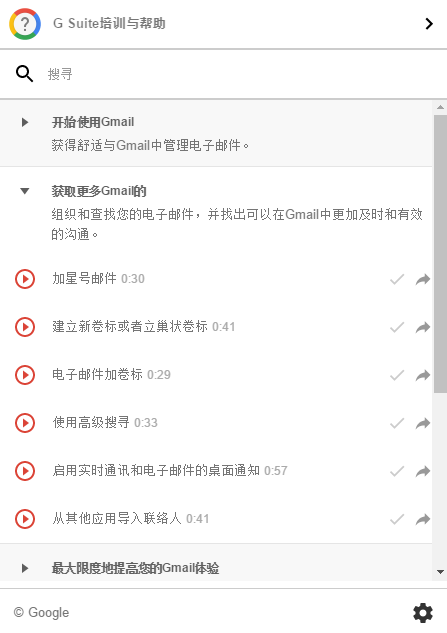 G Suite培训与帮助
搜寻
开始使用Gmail
获得舒适与Gmail中管理电子邮件。
获取更多Gmail的
组织和查找您的电子邮件，并找出可以在Gmail中更加及时和有效
的沟通。
加星号邮件 0:30
建立新卷标或者立巢状卷标 0:41
电子邮件加卷标 0:29
使用高级搜寻 0:33
启用实时通讯和电子邮件的桌面通知 0:57
从其他应用导入联络人 0:41
最大限度地提高您的Gmail体验
© Google